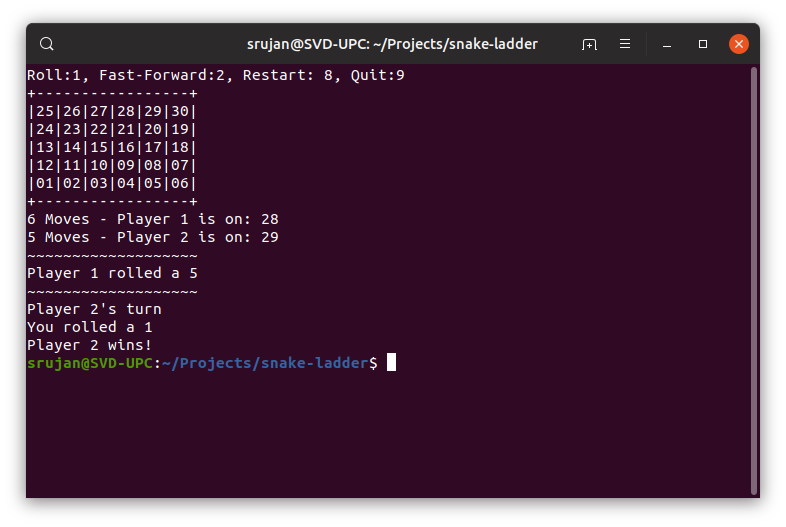 srujan@SVD-UPC: ~/Projects/snake-ladder
Roll:1, Fast-Forward:2, Restart: 8, Quit:9
+-----------------+
|25|26|27|28|29|30|
|24|23|22|21|20|19|
|13|14|15|16|17|18|
|12|11|10|09|08|07|
|01|02|03|04|05|06|
+-----------------+
6 Moves - Player 1 is on: 28
5 Moves - Player 2 is on: 29
~~~~~~~~~~~~~~~~~~~
Player 1 rolled a 5
~~~~~~~~~~~~~~~~~~~
Player 2's turn
You rolled a 1
Player 2 wins!
srujan@SVD-UPC:~/Projects/snake-ladder$